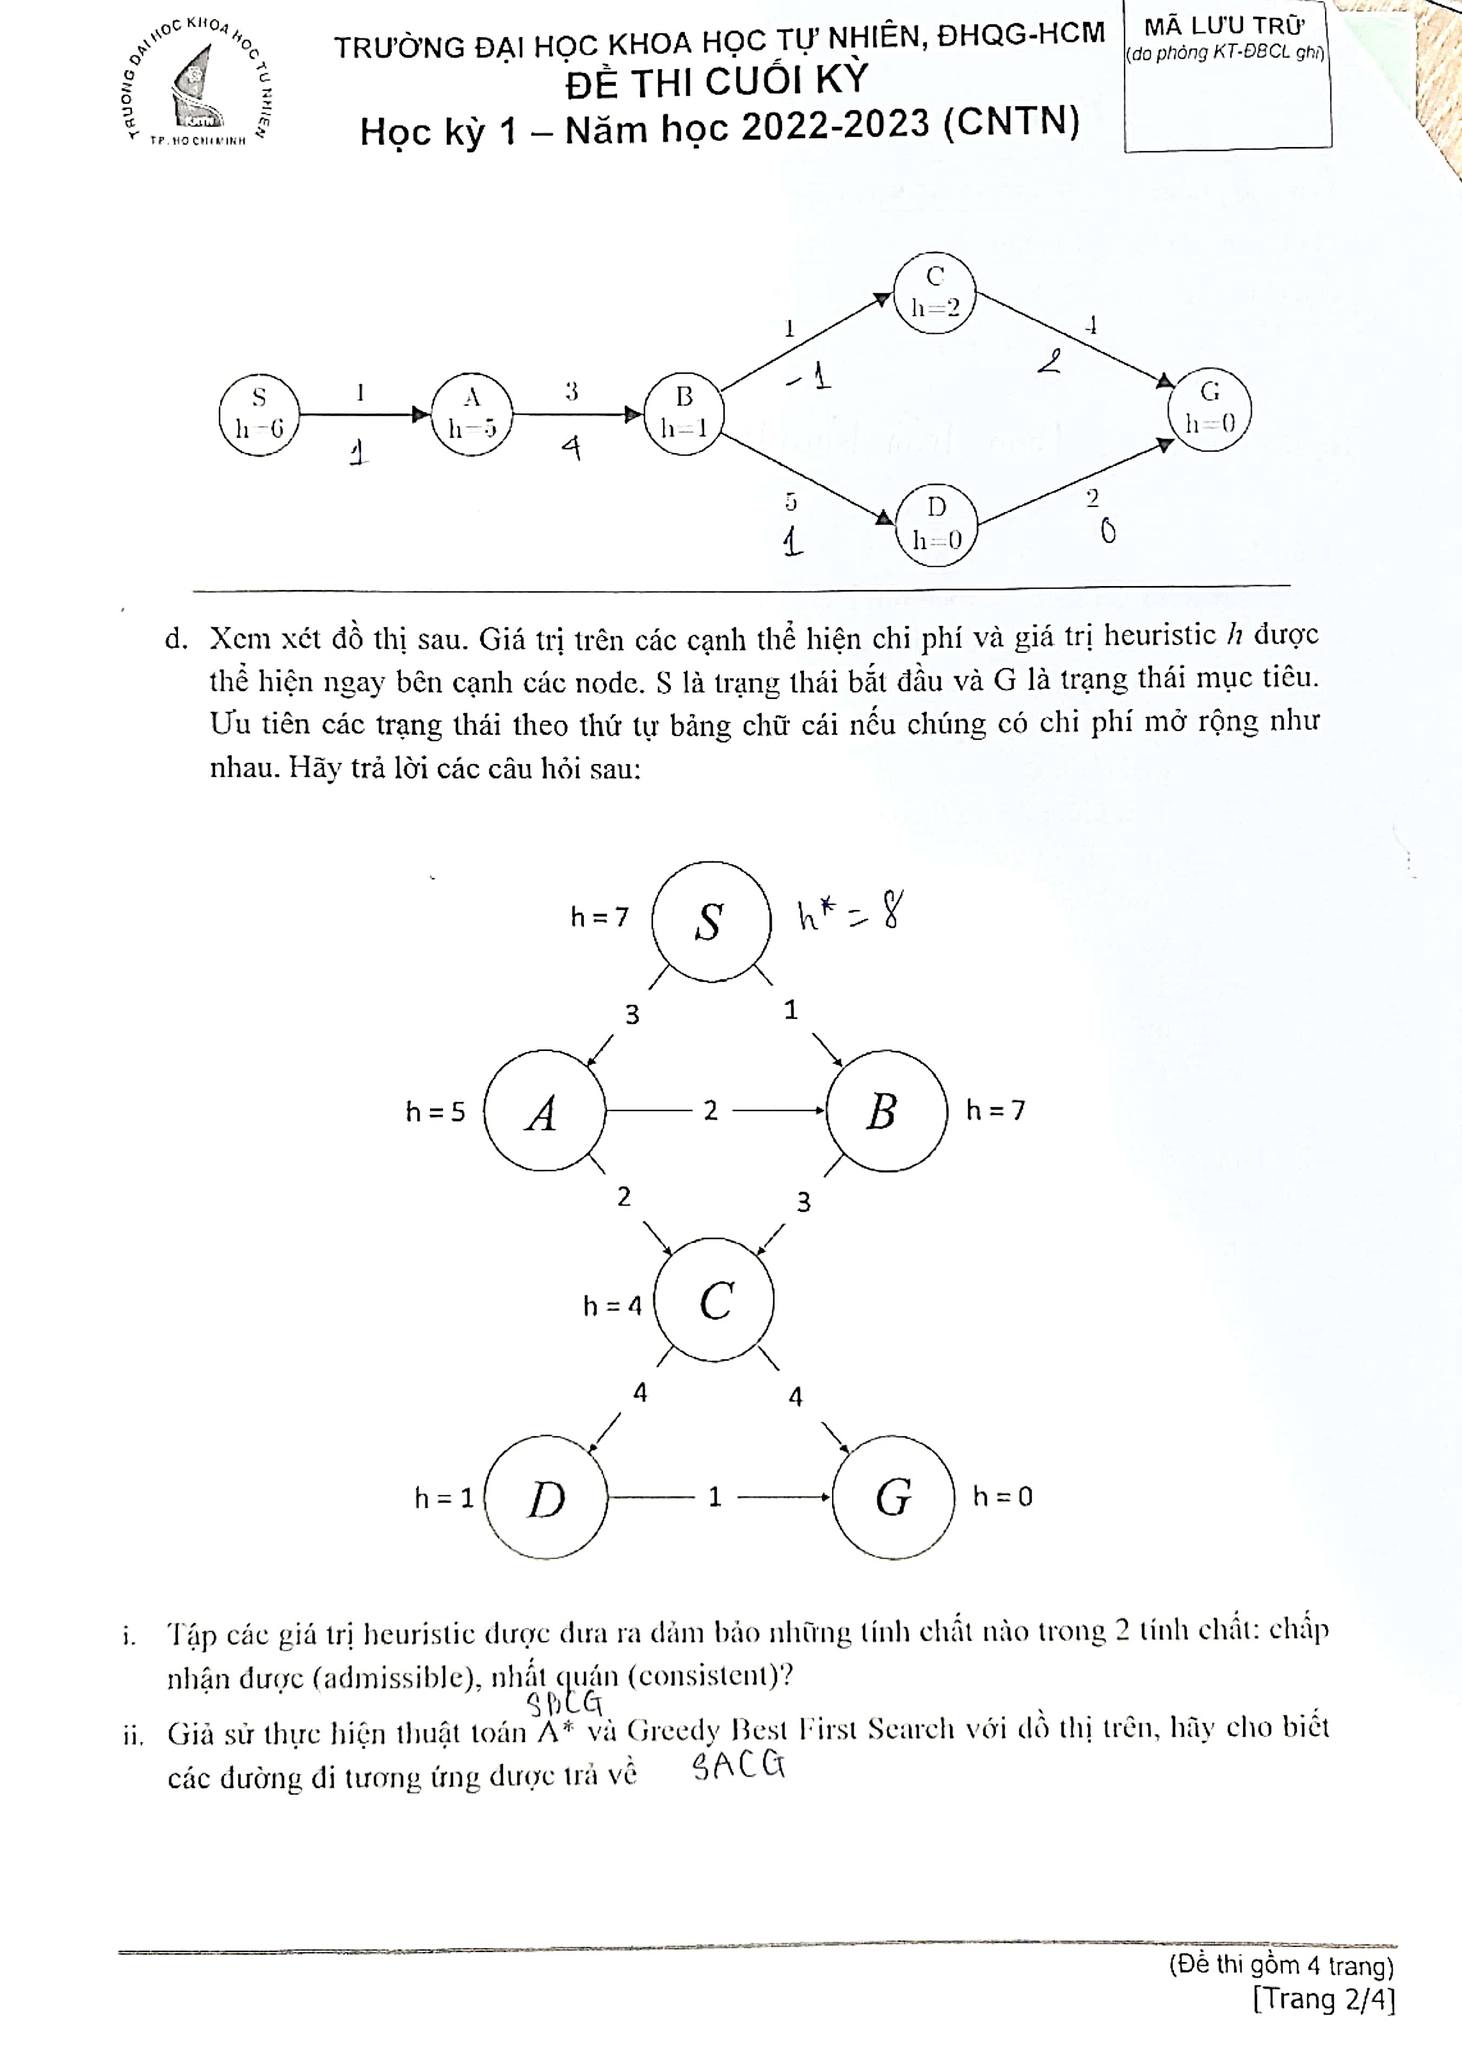 TRƯỜNG ĐẠI HỌC KHOA HỌC TỰ NHIÊN
TP. HO CHI MINH
TRƯỜNG ĐẠI HỌC KHOA HỌC TỰ NHIÊN, ĐHQG-HCM
ĐỀ THI CUỐI KỲ
Học kỳ 1 – Năm học 2022-2023 (CNTN)
MÃ LƯU TRỮ
(do phòng KT-ĐBCL ghi)
C
h=2
1
-1
4
2
S
h=6
1
1
A
h=5
3
4
B
h=1
G
h=0
5
1
D
h=0
2
0
d. Xem xét đồ thị sau. Giá trị trên các cạnh thể hiện chi phí và giá trị heuristic h được
thể hiện ngay bên cạnh các node. S là trạng thái bắt đầu và G là trạng thái mục tiêu.
Ưu tiên các trạng thái theo thứ tự bảng chữ cái nếu chúng có chi phí mở rộng như
nhau. Hãy trả lời các câu hỏi sau:
h = 7 S h* = 8
3 1
h = 5 A 2 B h = 7
2 3
h = 4 C
4 4
h = 1 D 1 G h = 0
i. Tập các giá trị heuristic được đưa ra đảm bảo những tính chất nào trong 2 tính chất: chấp
nhận được (admissible), nhất quán (consistent)?
SBCG
ii. Giả sử thực hiện thuật toán A* và Greedy Best First Search với đồ thị trên, hãy cho biết
các đường đi tương ứng được trả về SACG
(Đề thi gồm 4 trang)
[Trang 2/4]